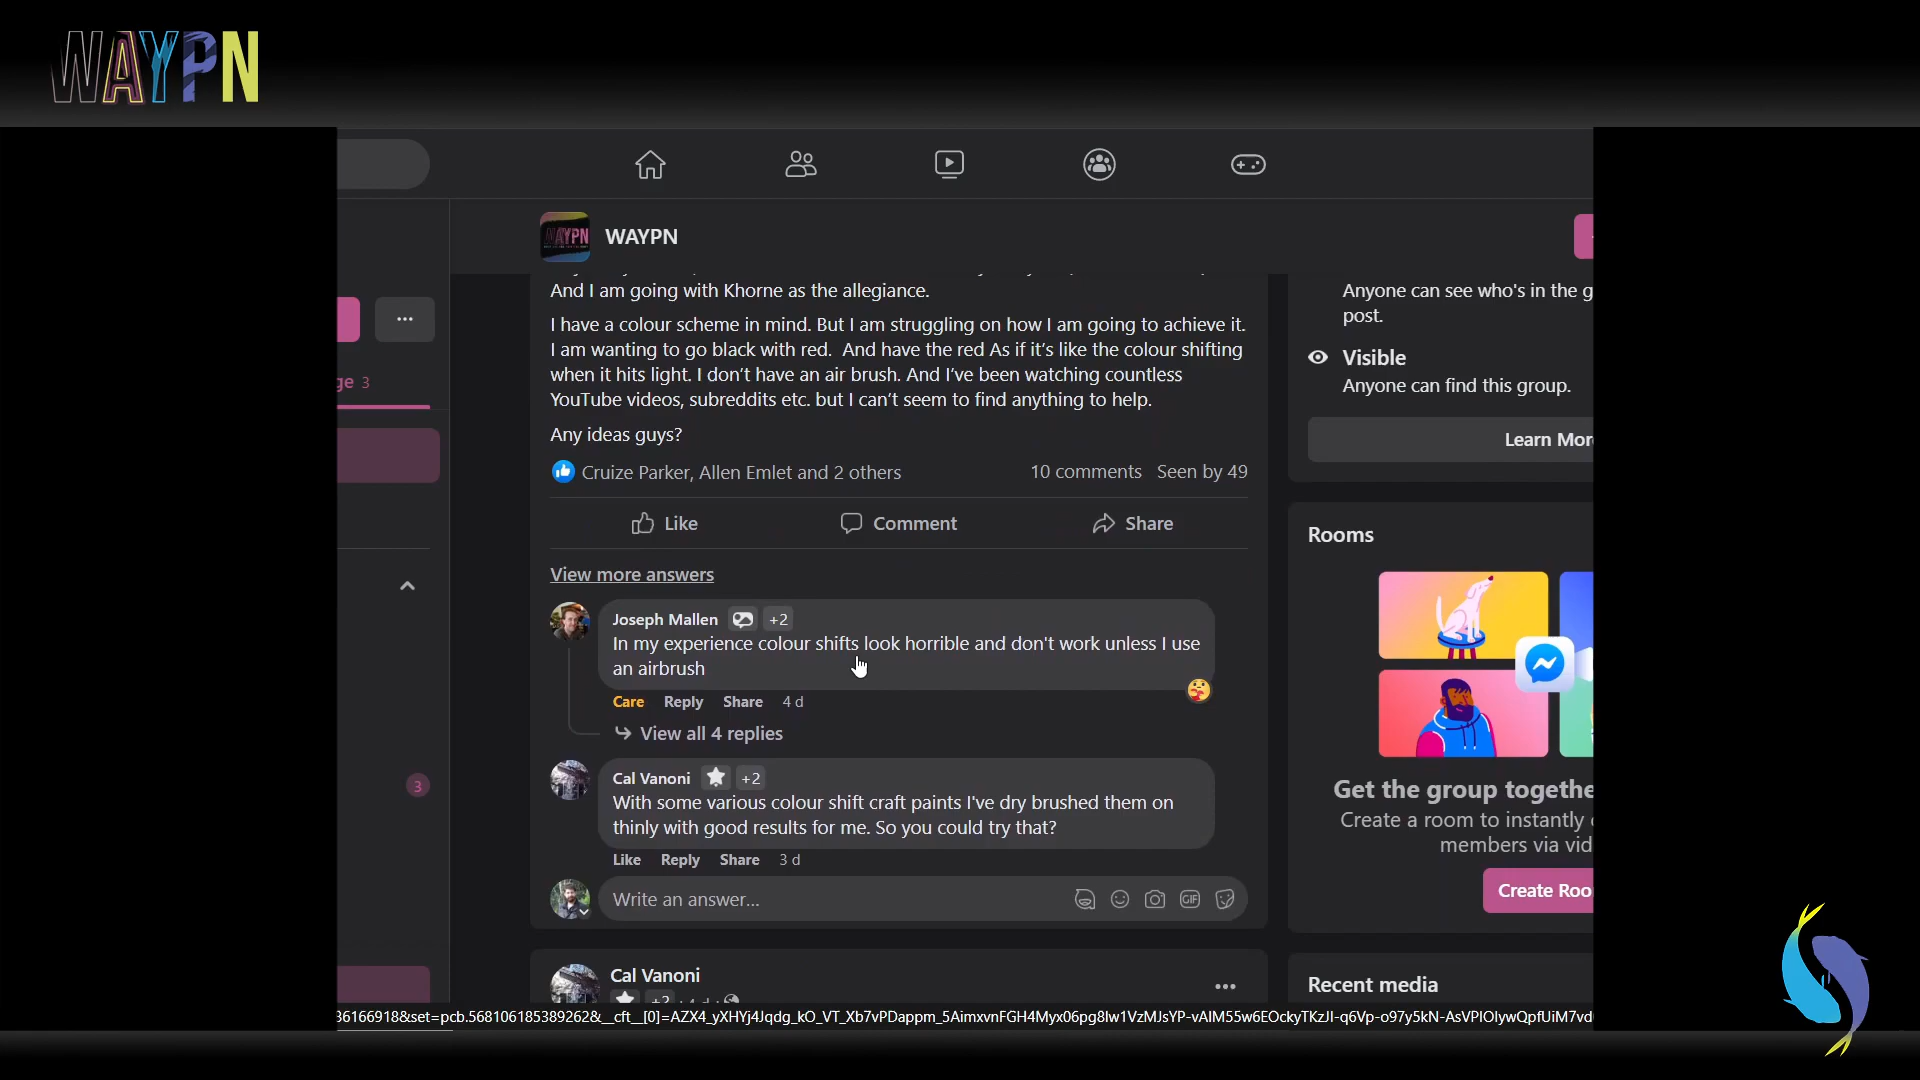 WAYPN
WAYPN
And I am going with Khorne as the allegiance.
I have a colour scheme in mind. But I am struggling on how I am going to achieve it.
I am wanting to go black with red.  And have the red As if it's like the colour shifting
when it hits light. I don't have an air brush. And I've been watching countless
YouTube videos, subreddits etc. but I can't seem to find anything to help.
Any ideas guys?
Cruize Parker, Allen Emlet and 2 others
10 comments Seen by 49
Like
Comment
Share
View more answers
Joseph Mallen +2
In my experience colour shifts look horrible and don't work unless I use
an airbrush
Care Reply Share 4 d
View all 4 replies
Cal Vanoni +2
With some various colour shift craft paints I've dry brushed them on
thinly with good results for me. So you could try that?
Like Reply Share 3 d
Write an answer...
GIF
Cal Vanoni
ge 3
3
Anyone can see who's in the g
post.
Visible
Anyone can find this group.
Learn Mor
Rooms
Get the group togethe
Create a room to instantly
members via vid
Create Roo
Recent media